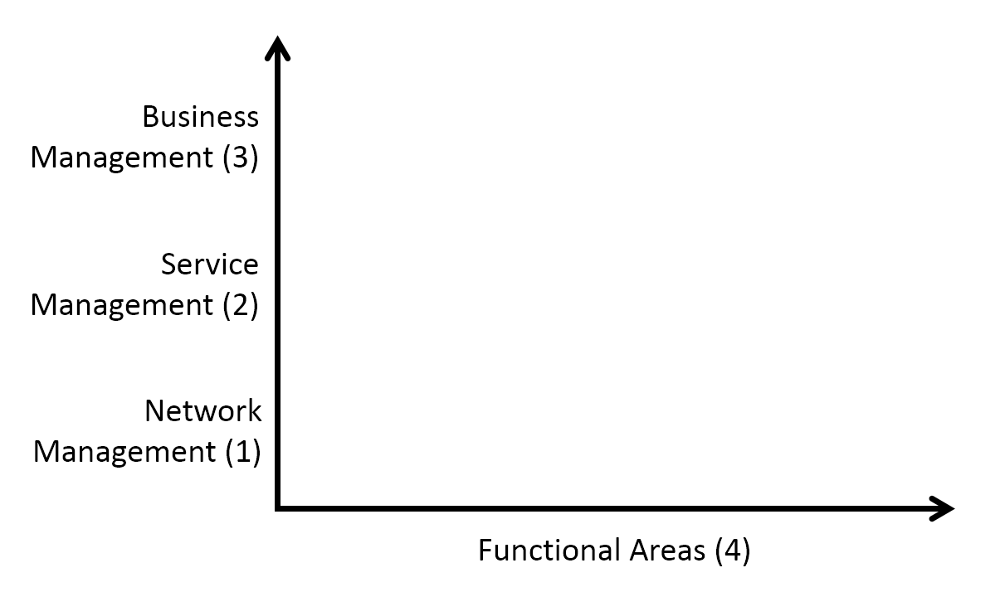 Business
Management (3)
Service
Management (2)
Network
Management (1)
Functional Areas (4)